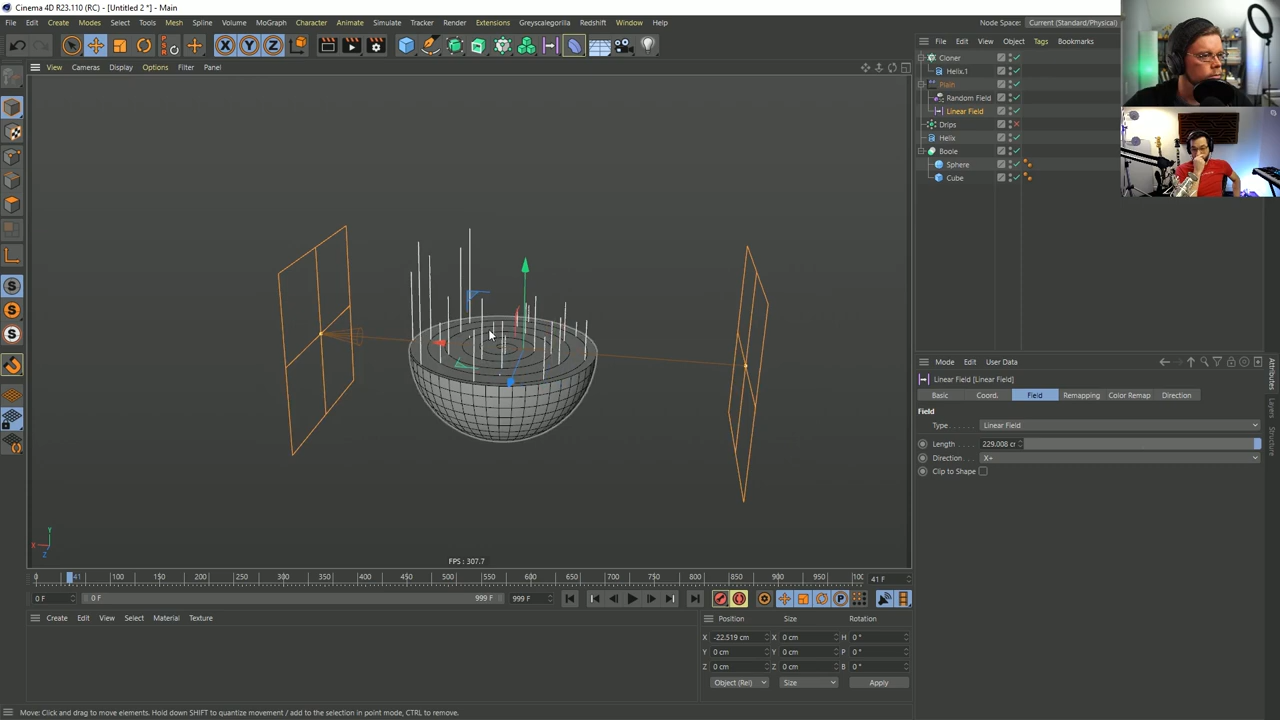 Cinema 4D R23.110 (RC) - [Untitled 2 *] - Main
File Edit Create Modes Select Tools Mesh Spline Volume MoGraph Character Animate Simulate Tracker Render Extensions Greyscalegorilla Redshift Window Help
Node Space: Current (Standard/Physical)
View Cameras Display Options Filter Panel
File Edit View Object Tags Bookmarks
Cloner
Helix.1
Plain
Random Field
Linear Field
Drips
Helix
Boole
Sphere
Cube
Mode Edit User Data
Linear Field [Linear Field]
Basic Coord. Field Remapping Color Remap Direction
Field
Type Linear Field
Length 229.008 cr
Direction X+
Clip to Shape
Attributes
Layers
Structure
PSR
0
X Y Z
S S S
P
Y
X
Z
FPS : 307.7
0 41 100 150 200 250 300 350 400 450 500 550 600 650 700 750 800 850 900 950 100 41 F
0 F 0 F 999 F 999 F
Create Edit View Select Material Texture
Position Size Rotation
X -22.519 cm X 0 cm H 0 °
Y 0 cm Y 0 cm P 0 °
Z 0 cm Z 0 cm B 0 °
Object (Rel) Size Apply
Move: Click and drag to move elements. Hold down SHIFT to quantize movement / add to the selection in point mode, CTRL to remove.